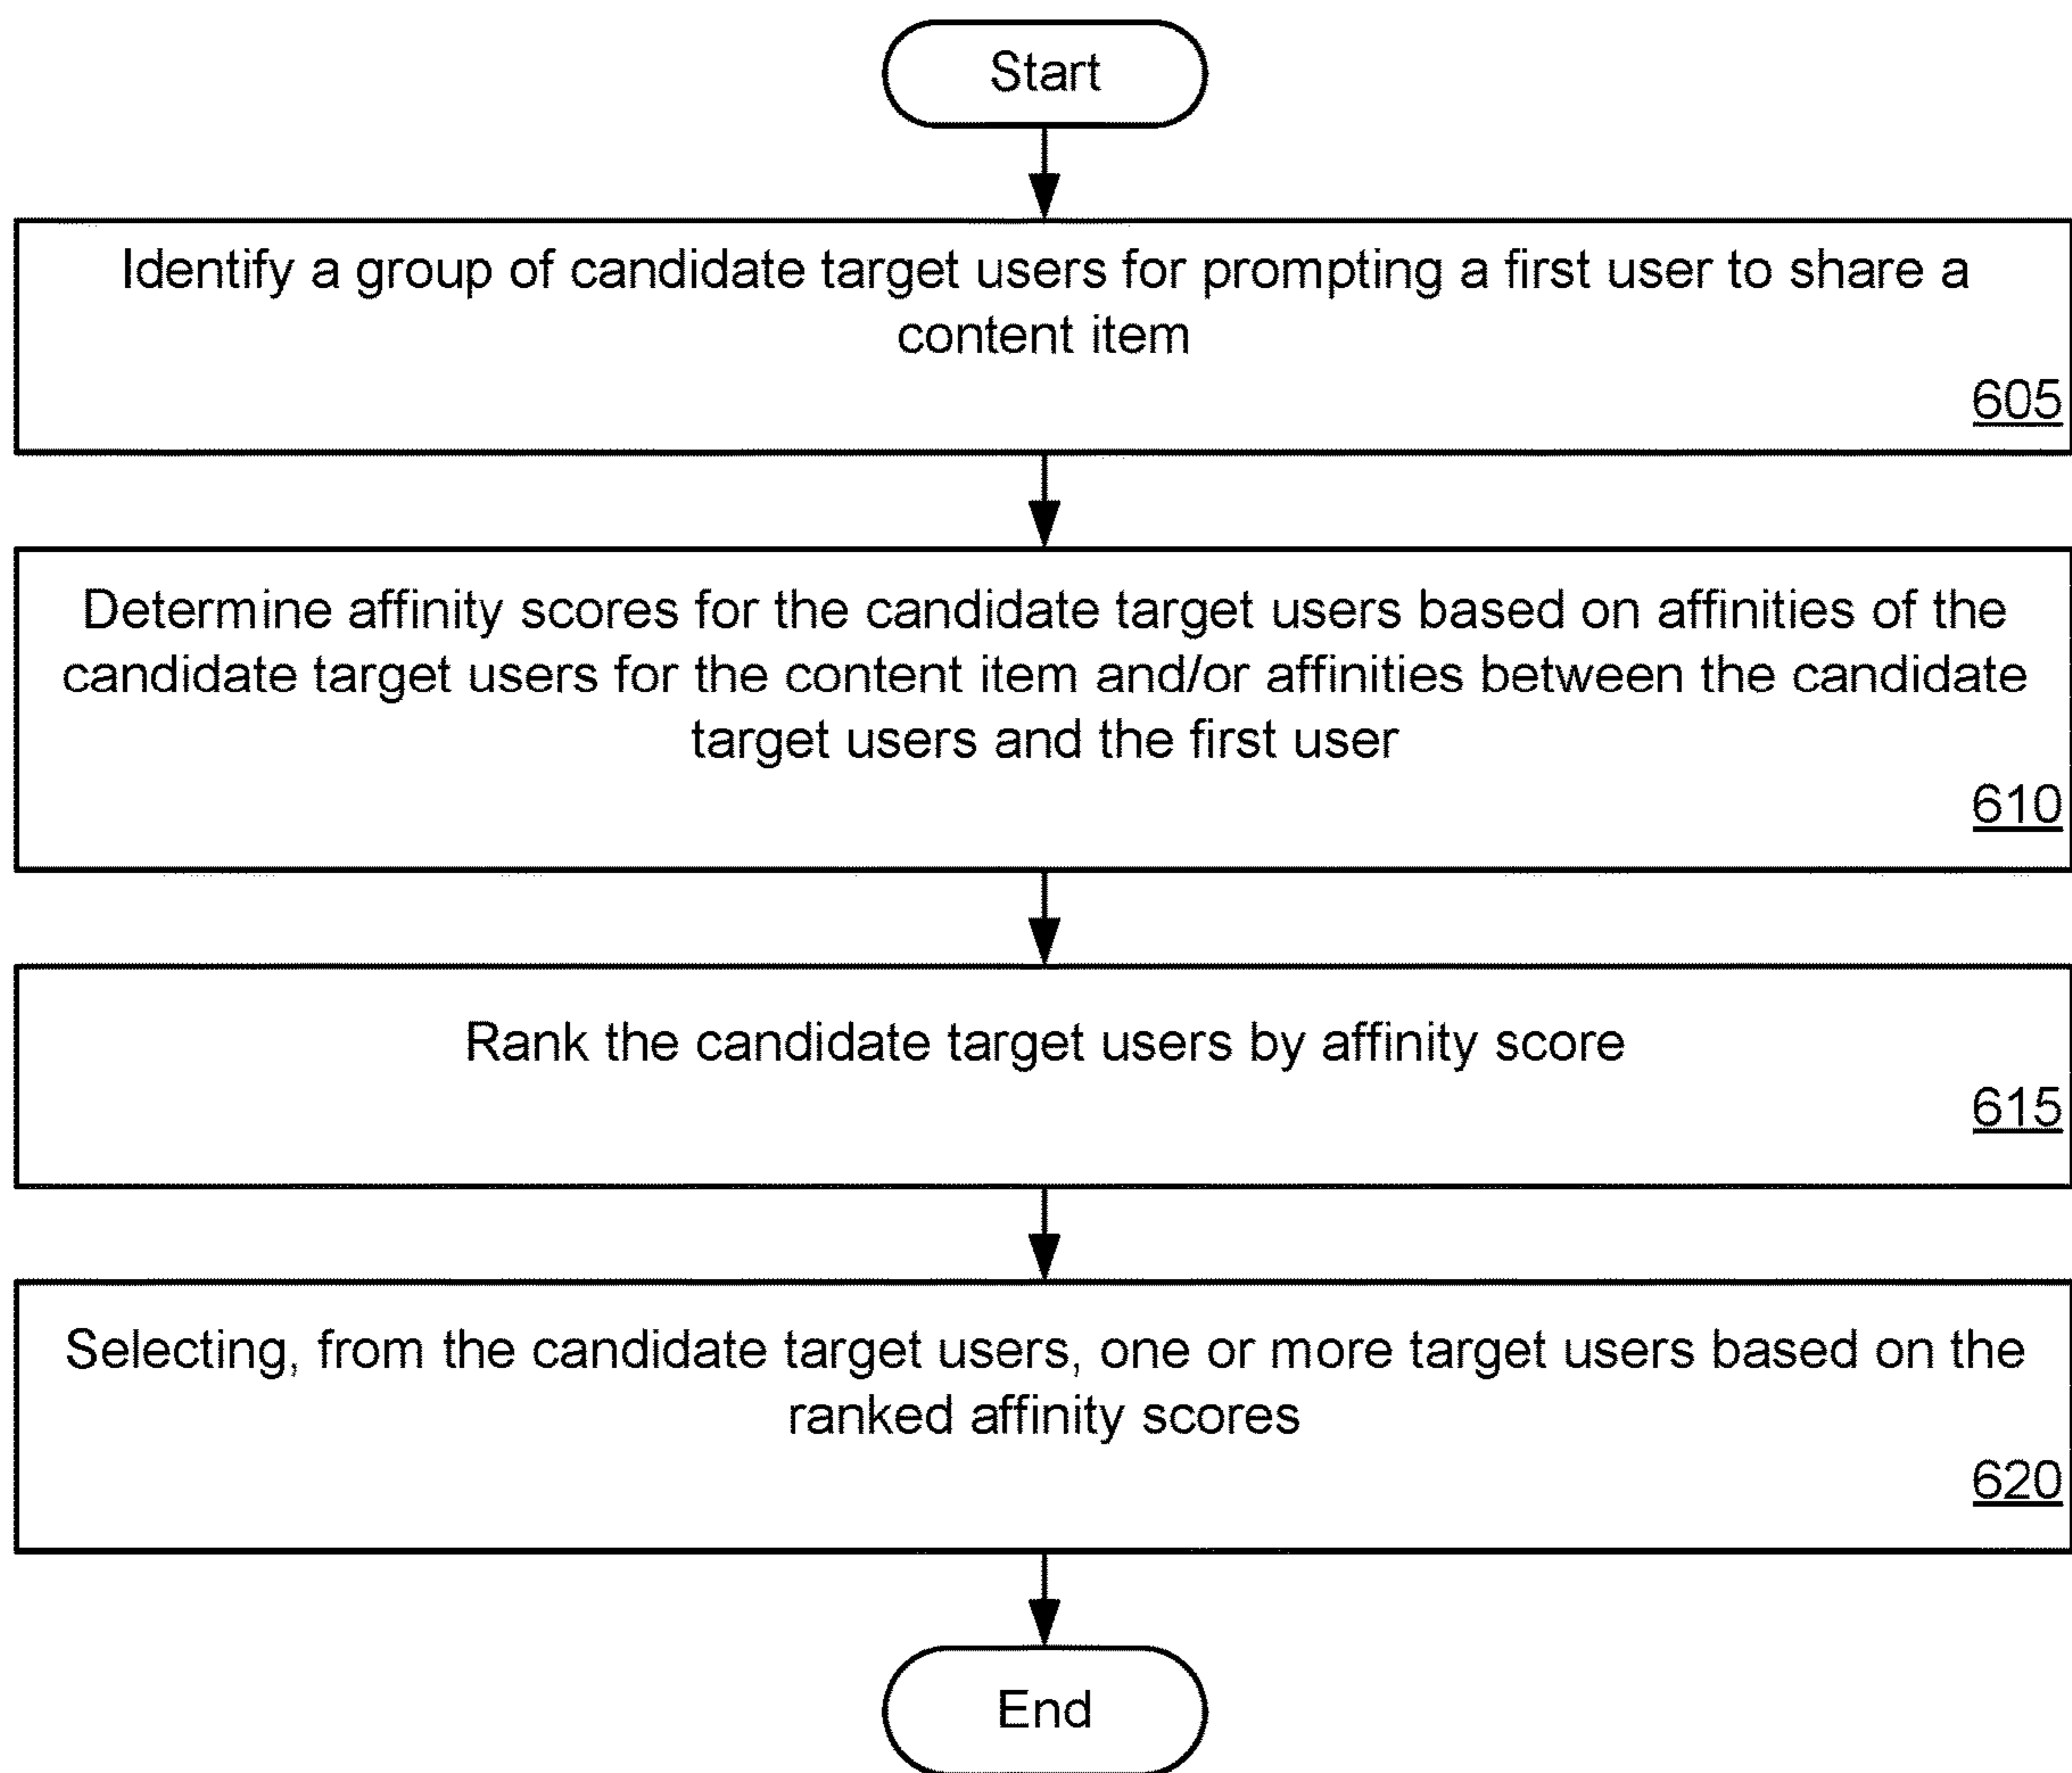 Start
Identify a group of candidate target users for prompting a first user to share a
content item
605
Determine affinity scores for the candidate target users based on affinities of the
candidate target users for the content item and/or affinities between the candidate
target users and the first user
610
Rank the candidate target users by affinity score
615
Selecting, from the candidate target users, one or more target users based on the
ranked affinity scores
620
End